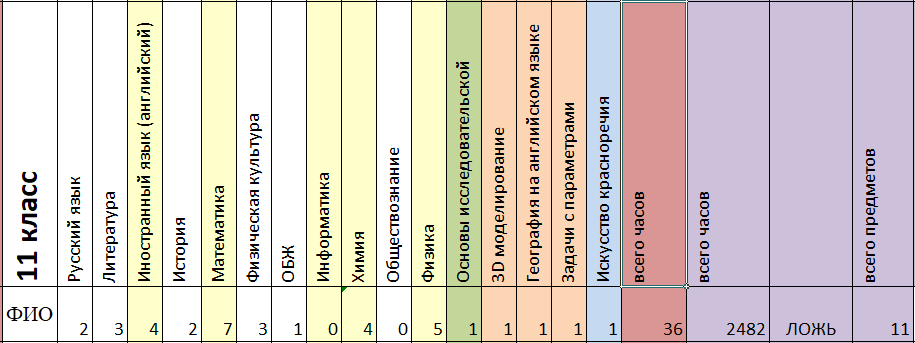 11 класс
Русский язык
Литература
Иностранный язык (английский)
История
Математика
Физическая культура
ОБЖ
Информатика
Химия
Обществознание
Физика
Основы исследовательской
3D моделирование
География на английском языке
Задачи с параметрами
Искусство красноречия
всего часов
всего часов
всего предметов
ФИО 2 3 4 2 7 3 1 0 4 0 5 1 1 1 1 1 36 2482 ЛОЖЬ 11